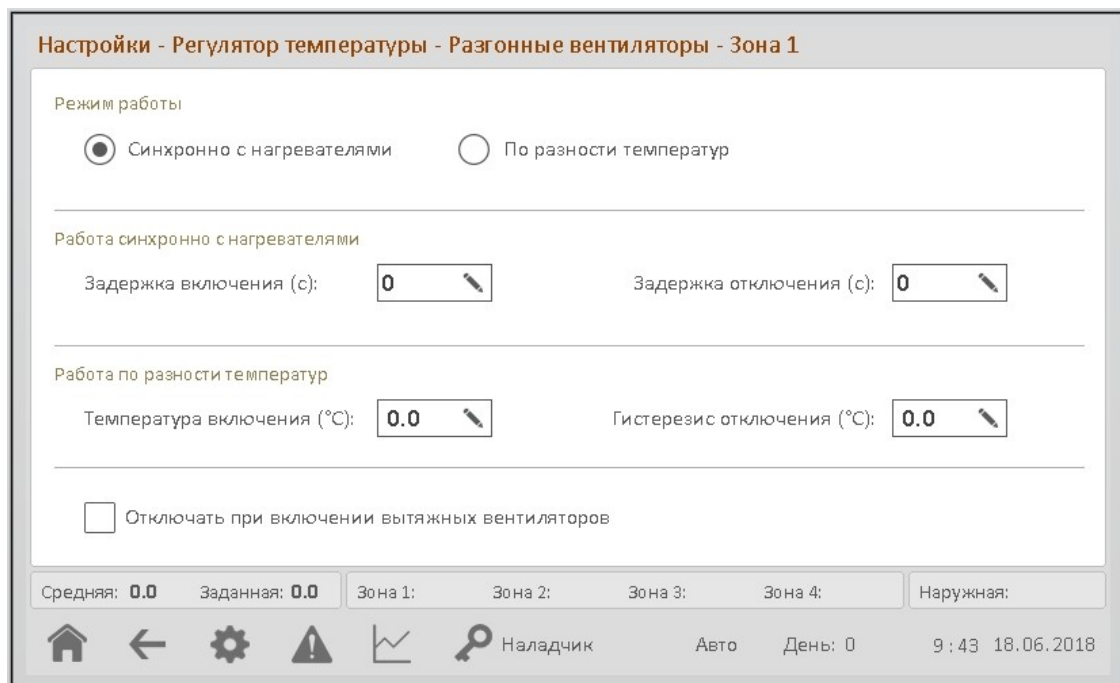 Настройки - Регулятор температуры - Разгонные вентиляторы - Зона 1
Режим работы
Синхронно с нагревателями По разности температур
Работа синхронно с нагревателями
Задержка включения (с): 0 Задержка отключения (с): 0
Работа по разности температур
Температура включения (°C): 0.0 Гистерезис отключения (°C): 0.0
Отключать при включении вытяжных вентиляторов
Средняя: 0.0 Заданная: 0.0 Зона 1: Зона 2: Зона 3: Зона 4: Наружная:
Наладчик Авто День: 0 9:43 18.06.2018